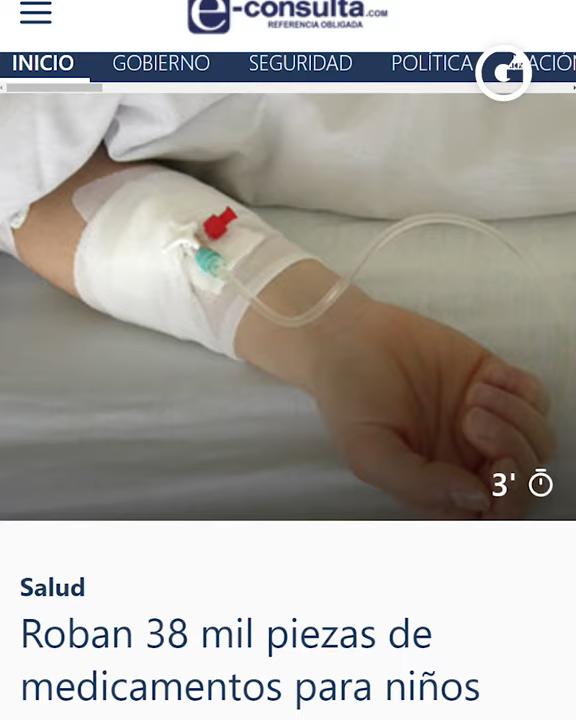 e-consulta.com
REFERENCIA OBLIGADA
INICIO GOBIERNO SEGURIDAD POLÍTICA
3'
Salud
Roban 38 mil piezas de
medicamentos para niños